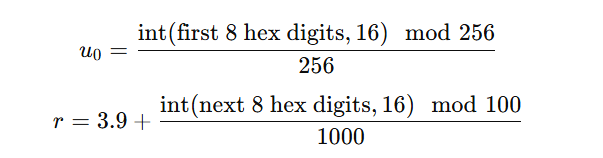 u₀ = int(first 8 hex digits, 16) mod 256 / 256
r = 3.9 + int(next 8 hex digits, 16) mod 100 / 1000